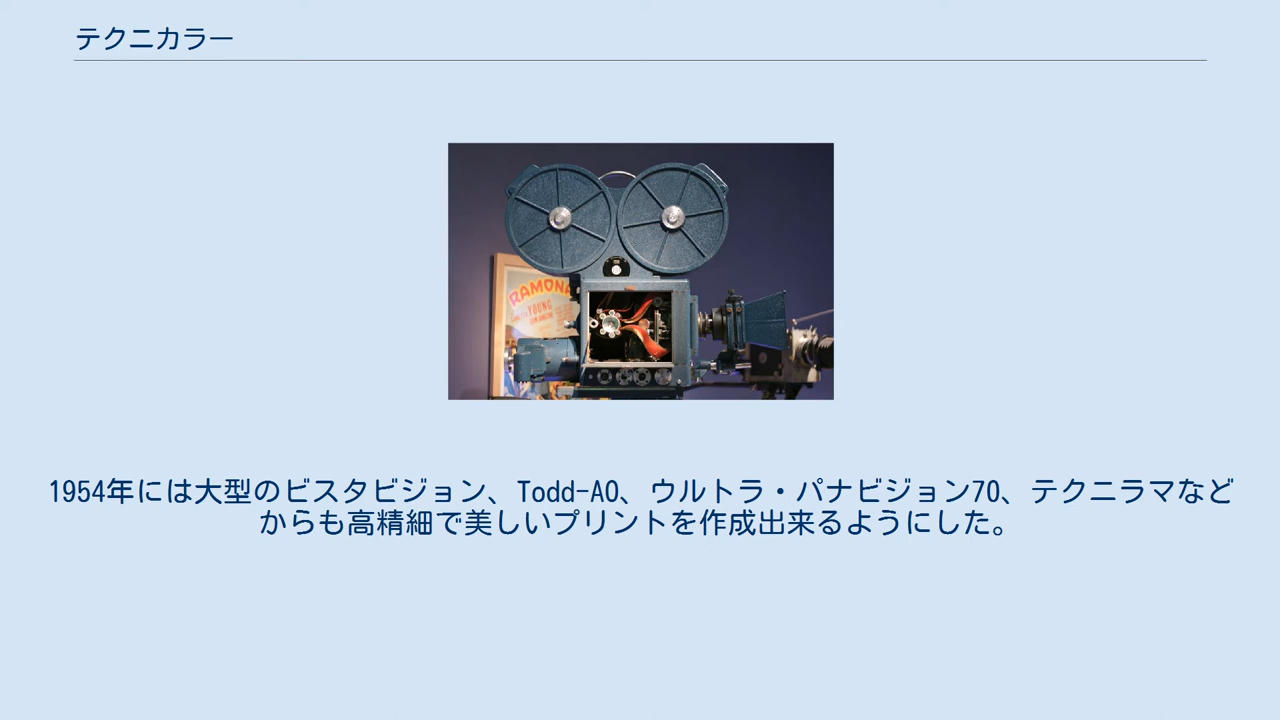 テクニカラー
RAMONA
YOUNG
1954年には大型のビスタビジョン、Todd-AO、ウルトラ・パナビジョン70、テクニラマなど
からも高精細で美しいプリントを作成出来るようにした。